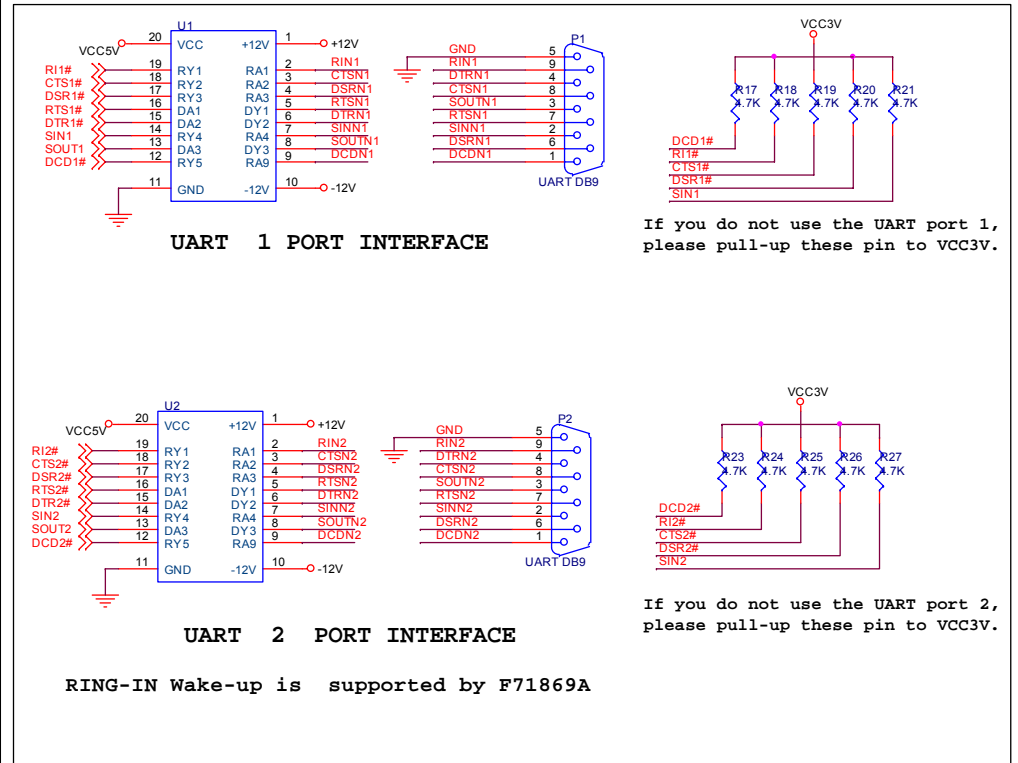 U1
VCC5V 20 VCC +12V 1 +12V
RI1# 19 RY1 RA1 2 RIN1
CTS1# 18 RY2 RA2 3 CTSN1
DSR1# 17 RY3 RA3 4 DSRN1
RTS1# 16 DA1 DY1 5 RTSN1
DTR1# 15 DA2 DY2 6 DTRN1
SIN1 14 RY4 RA4 7 SINN1
SOUT1 13 DA3 DY3 8 SOUTN1
DCD1# 12 RY5 RA9 9 DCDN1
11 GND -12V 10 -12V
UART 1 PORT INTERFACE
P1
GND 5
RIN1 9
DTRN1 4
CTSN1 8
SOUTN1 3
RTSN1 7
SINN1 2
DSRN1 6
DCDN1 1
UART DB9
VCC3V
R17 R18 R19 R20 R21
4.7K 4.7K 4.7K 4.7K 4.7K
DCD1#
RI1#
CTS1#
DSR1#
SIN1
If you do not use the UART port 1,
please pull-up these pin to VCC3V.
U2
VCC5V 20 VCC +12V 1 +12V
RI2# 19 RY1 RA1 2 RIN2
CTS2# 18 RY2 RA2 3 CTSN2
DSR2# 17 RY3 RA3 4 DSRN2
RTS2# 16 DA1 DY1 5 RTSN2
DTR2# 15 DA2 DY2 6 DTRN2
SIN2 14 RY4 RA4 7 SINN2
SOUT2 13 DA3 DY3 8 SOUTN2
DCD2# 12 RY5 RA9 9 DCDN2
11 GND -12V 10 -12V
UART 2 PORT INTERFACE
P2
GND 5
RIN2 9
DTRN2 4
CTSN2 8
SOUTN2 3
RTSN2 7
SINN2 2
DSRN2 6
DCDN2 1
UART DB9
VCC3V
R23 R24 R25 R26 R27
4.7K 4.7K 4.7K 4.7K 4.7K
DCD2#
RI2#
CTS2#
DSR2#
SIN2
If you do not use the UART port 2,
please pull-up these pin to VCC3V.
RING-IN Wake-up is supported by F71869A